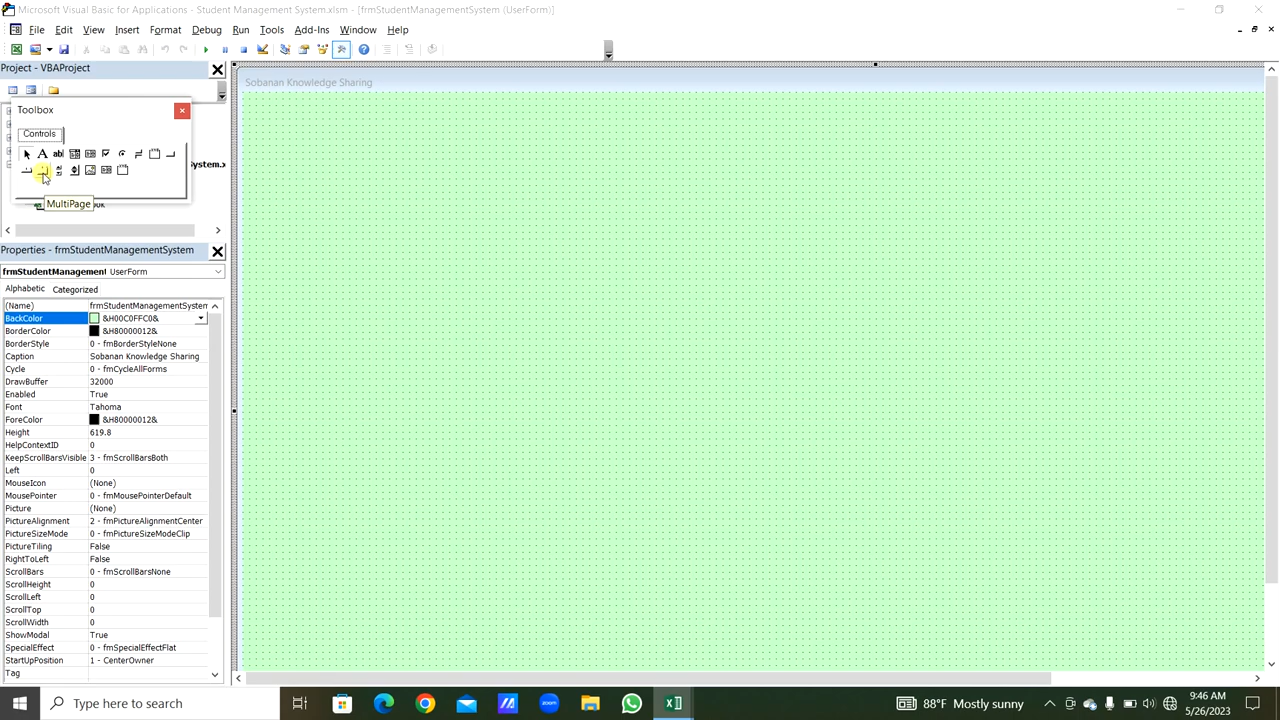 Microsoft Visual Basic for Applications - Student Management System.xlsm - [frmStudentManagementSystem (UserForm)]
File Edit View Insert Format Debug Run Tools Add-Ins Window Help
Project - VBAProject
Sobanan Knowledge Sharing
Toolbox
Controls
System.x
MultiPage
Properties - frmStudentManagementSystem
frmStudentManagement UserForm
Alphabetic Categorized
(Name) frmStudentManagementSystem
BackColor &H00C0FFC0&
BorderColor &H80000012&
BorderStyle 0 - fmBorderStyleNone
Caption Sobanan Knowledge Sharing
Cycle 0 - fmCycleAllForms
DrawBuffer 32000
Enabled True
Font Tahoma
ForeColor &H80000012&
Height 619.8
HelpContextID 0
KeepScrollBarsVisible 3 - fmScrollBarsBoth
Left 0
MouseIcon (None)
MousePointer 0 - fmMousePointerDefault
Picture (None)
PictureAlignment 2 - fmPictureAlignmentCenter
PictureSizeMode 0 - fmPictureSizeModeClip
PictureTiling False
RightToLeft False
ScrollBars 0 - fmScrollBarsNone
ScrollHeight 0
ScrollLeft 0
ScrollTop 0
ScrollWidth 0
ShowModal True
SpecialEffect 0 - fmSpecialEffectFlat
StartUpPosition 1 - CenterOwner
Tag
Type here to search
88°F Mostly sunny
9:46 AM
5/26/2023